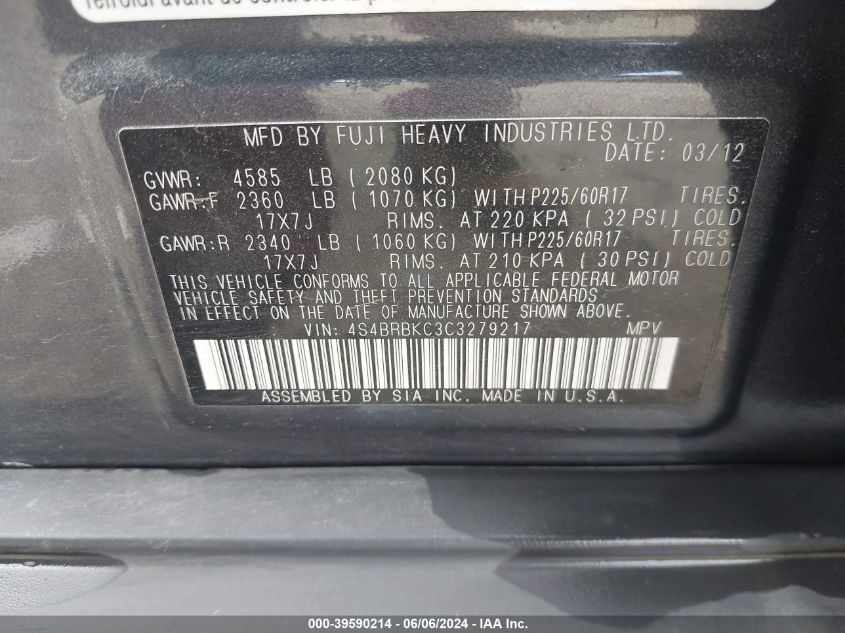 avant de contrôler la
MFD BY FUJI HEAVY INDUSTRIES LTD.
DATE: 03/12
GVWR: 4585 LB (2080 KG)
GAWR:F 2360 LB (1070 KG) WITH P225/60R17 TIRES.
17X7J RIMS. AT 220 KPA (32 PSI) COLD
GAWR:R 2340 LB (1060 KG) WITH P225/60R17 TIRES.
17X7J RIMS. AT 210 KPA (30 PSI) COLD
THIS VEHICLE CONFORMS TO ALL APPLICABLE FEDERAL MOTOR
VEHICLE SAFETY AND THEFT PREVENTION STANDARDS
IN EFFECT ON THE DATE OF MANUFACTURE SHOWN ABOVE.
VIN: 4S4BRBKC3C3279217 MPV
ASSEMBLED BY SIA INC. MADE IN U.S.A.
000-39590214 - 06/06/2024 - IAA Inc.